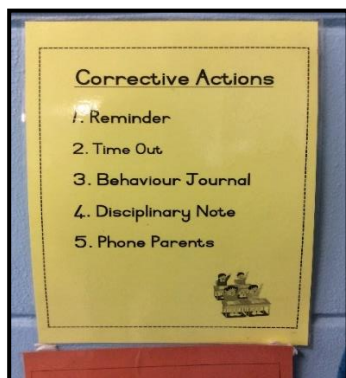 Corrective Actions
1. Reminder
2. Time Out
3. Behaviour Journal
4. Disciplinary Note
5. Phone Parents